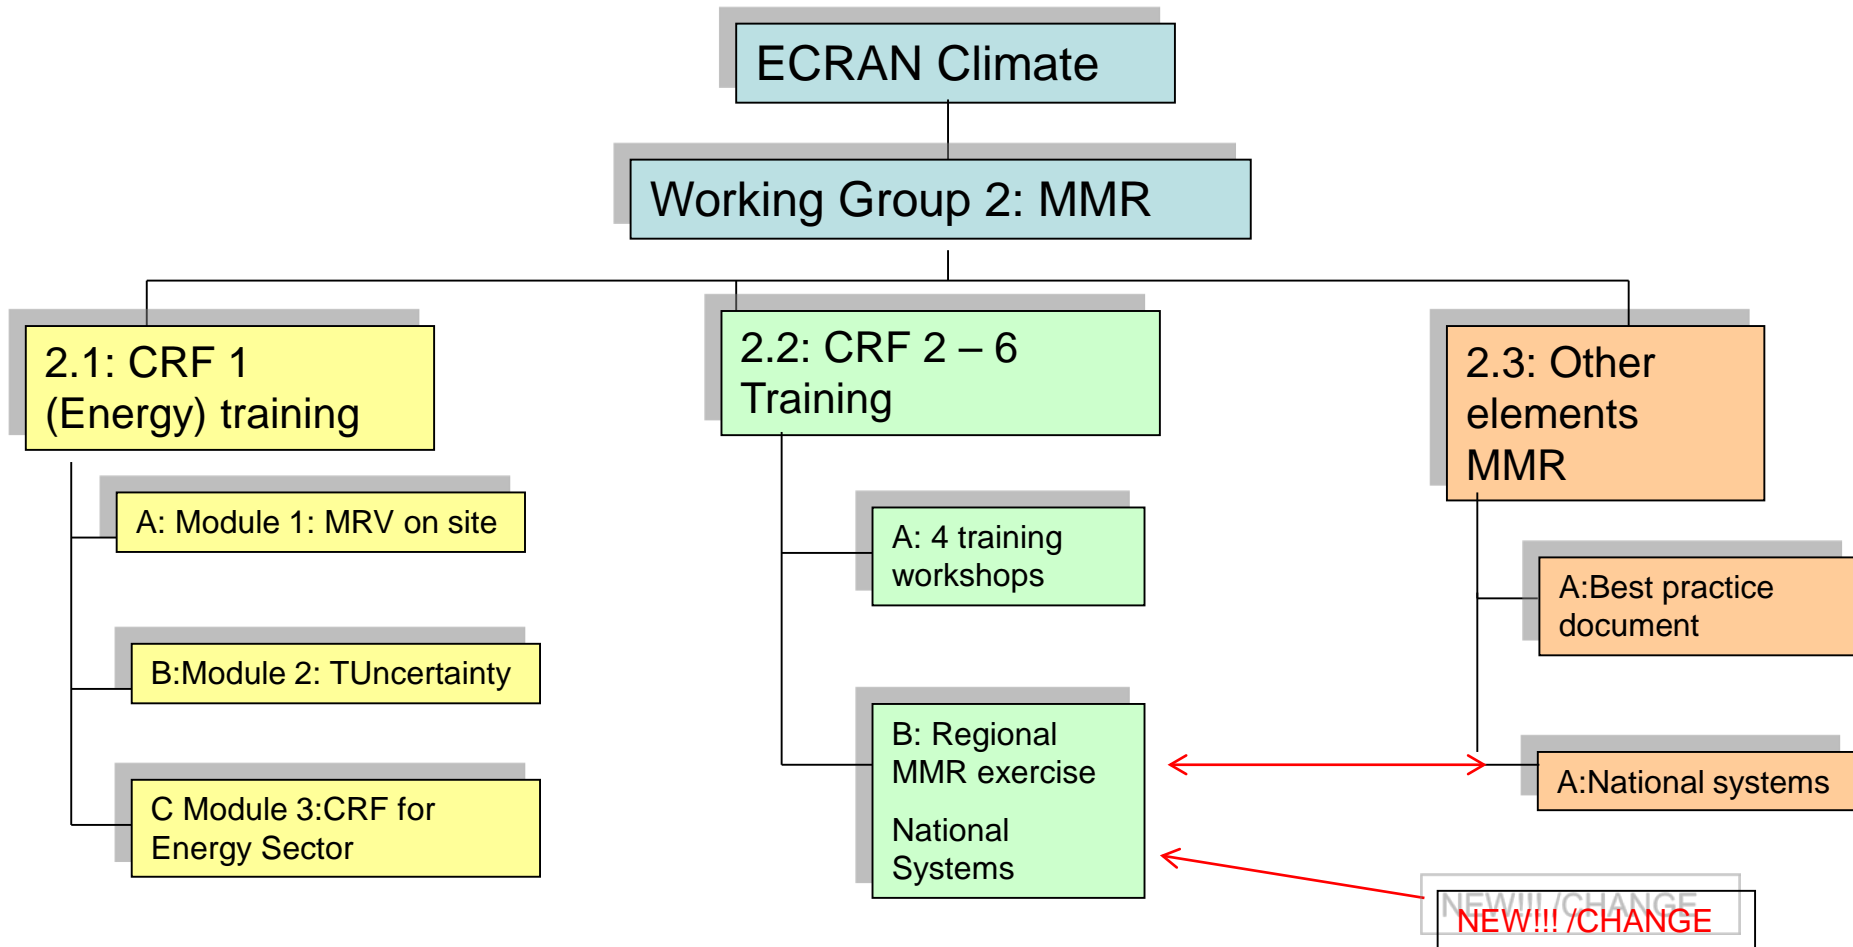 ECRAN Climate
Working Group 2: MMR
2.1: CRF 1
(Energy) training
A: Module 1: MRV on site
B:Module 2: TUncertainty
C Module 3:CRF for
Energy Sector
2.2: CRF 2 – 6
Training
A: 4 training
workshops
B: Regional
MMR exercise
National
Systems
2.3: Other
elements
MMR
A:Best practice
document
A:National systems
NEW!!! /CHANGE